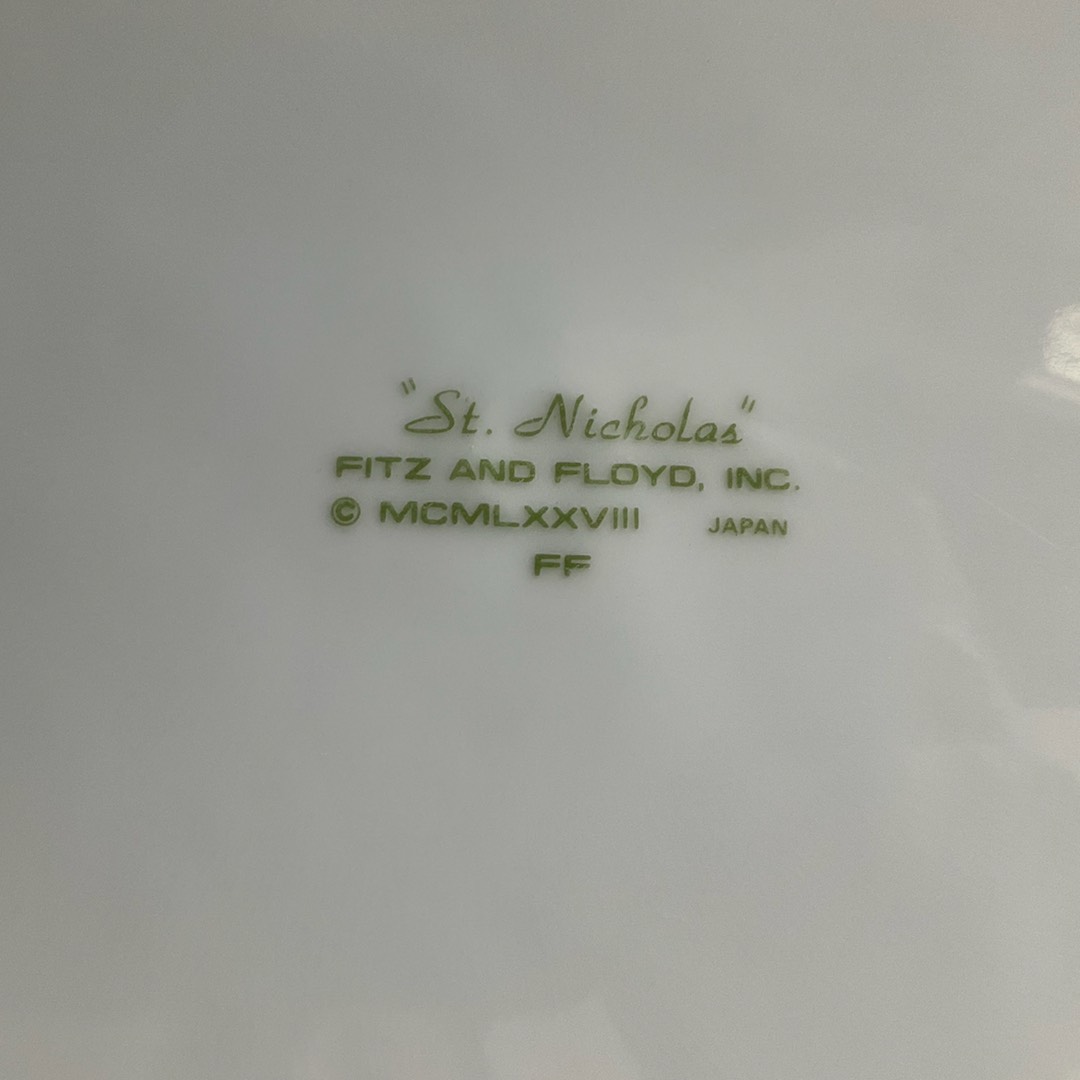 "St. Nicholas"
FITZ AND FLOYD, INC.
© MCMLXXVIII JAPAN
FF